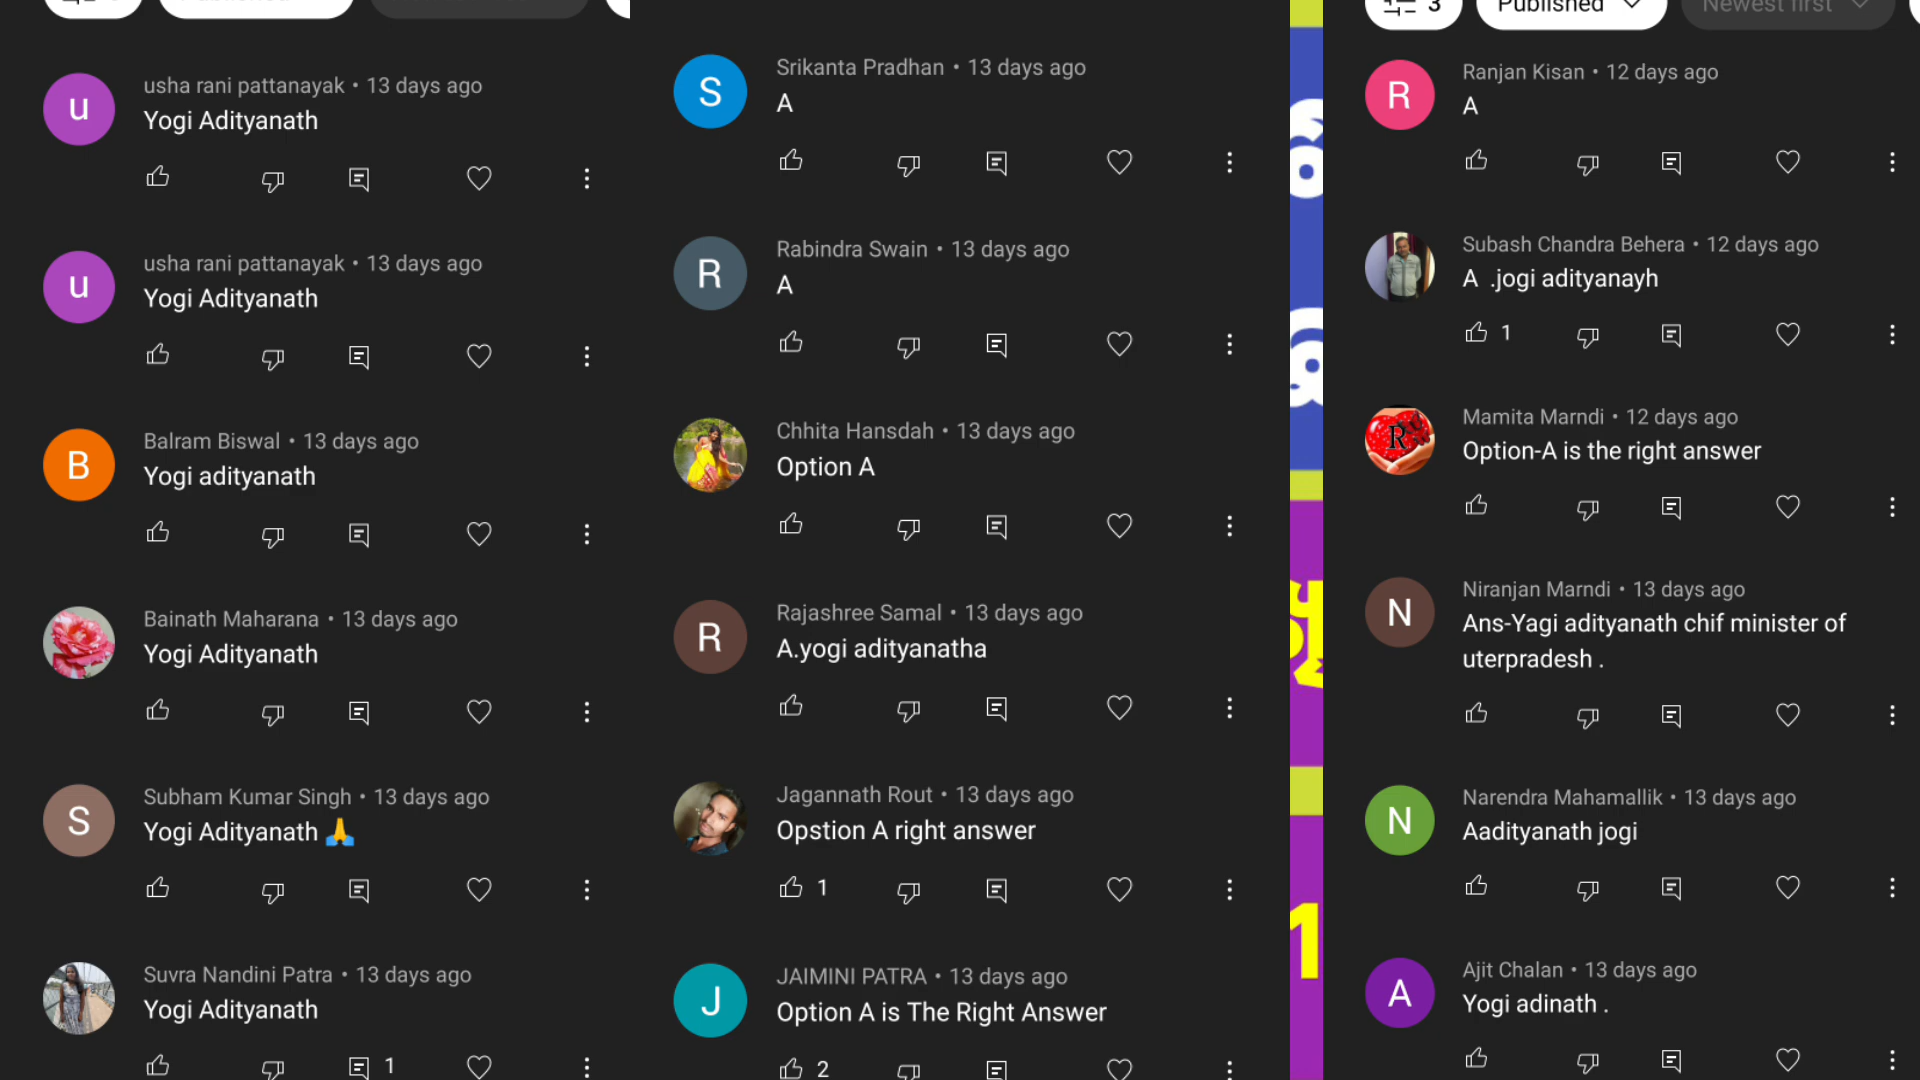 usha rani pattanayak • 13 days ago
Yogi Adityanath
usha rani pattanayak • 13 days ago
Yogi Adityanath
Balram Biswal • 13 days ago
Yogi adityanath
Bainath Maharana • 13 days ago
Yogi Adityanath
Subham Kumar Singh • 13 days ago
Yogi Adityanath 🙏
Suvra Nandini Patra • 13 days ago
Yogi Adityanath
1
Srikanta Pradhan • 13 days ago
A
Rabindra Swain • 13 days ago
A
Chhita Hansdah • 13 days ago
Option A
Rajashree Samal • 13 days ago
A.yogi adityanatha
Jagannath Rout • 13 days ago
Opstion A right answer
1
JAIMINI PATRA • 13 days ago
Option A is The Right Answer
2
1
3 Published Newest first
Ranjan Kisan • 12 days ago
A
Subash Chandra Behera • 12 days ago
A .jogi adityanayh
1
Mamita Marndi • 12 days ago
Option-A is the right answer
Niranjan Marndi • 13 days ago
Ans-Yagi adityanath chif minister of
uterpradesh .
Narendra Mahamallik • 13 days ago
Aadityanath jogi
Ajit Chalan • 13 days ago
Yogi adinath .
u
u
B
S
S
R
R
J
R
R
N
N
A